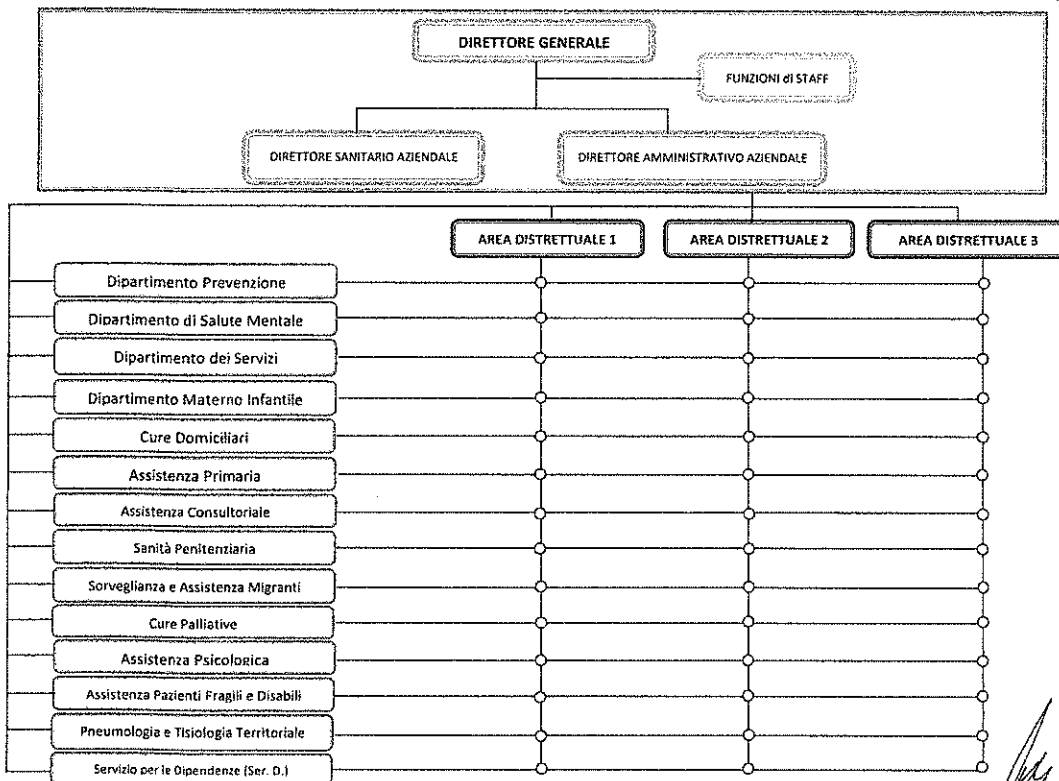 DIRETTORE GENERALE
FUNZIONI di STAFF
DIRETTORE SANITARIO AZIENDALE
DIRETTORE AMMINISTRATIVO AZIENDALE
AREA DISTRETTUALE 1
AREA DISTRETTUALE 2
AREA DISTRETTUALE 3
Dipartimento Prevenzione
Dipartimento di Salute Mentale
Dipartimento dei Servizi
Dipartimento Materno Infantile
Cure Domiciliari
Assistenza Primaria
Assistenza Consultoriale
Sanità Penitenziaria
Sorveglianza e Assistenza Migranti
Cure Palliative
Assistenza Psicologica
Assistenza Pazienti Fragili e Disabili
Pneumologia e Tisiologia Territoriale
Servizio per le Dipendenze (Ser. D.)